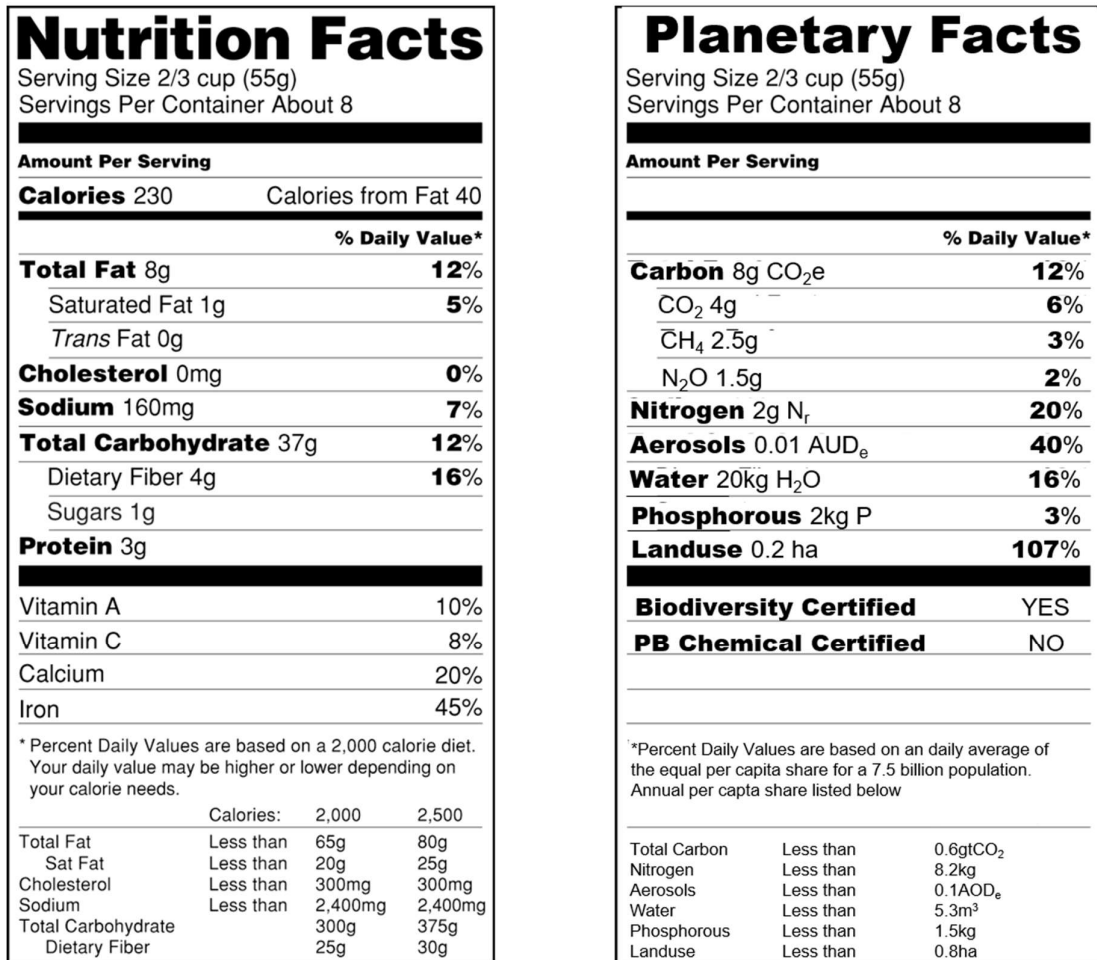 Nutrition Facts
Serving Size 2/3 cup (55g)
Servings Per Container About 8
Amount Per Serving
Calories 230 Calories from Fat 40
% Daily Value*
Total Fat 8g 12%
Saturated Fat 1g 5%
Trans Fat 0g
Cholesterol 0mg 0%
Sodium 160mg 7%
Total Carbohydrate 37g 12%
Dietary Fiber 4g 16%
Sugars 1g
Protein 3g
Vitamin A 10%
Vitamin C 8%
Calcium 20%
Iron 45%
* Percent Daily Values are based on a 2,000 calorie diet.
Your daily value may be higher or lower depending on
your calorie needs.
Calories: 2,000 2,500
Total Fat Less than 65g 80g
Sat Fat Less than 20g 25g
Cholesterol Less than 300mg 300mg
Sodium Less than 2,400mg 2,400mg
Total Carbohydrate 300g 375g
Dietary Fiber 25g 30g
Planetary Facts
Serving Size 2/3 cup (55g)
Servings Per Container About 8
Amount Per Serving
% Daily Value*
Carbon 8g CO₂e 12%
CO₂ 4g 6%
CH₄ 2.5g 3%
N₂O 1.5g 2%
Nitrogen 2g Nᵣ 20%
Aerosols 0.01 AUDₑ 40%
Water 20kg H₂O 16%
Phosphorous 2kg P 3%
Landuse 0.2 ha 107%
Biodiversity Certified YES
PB Chemical Certified NO
*Percent Daily Values are based on an daily average of
the equal per capita share for a 7.5 billion population.
Annual per capta share listed below
Total Carbon Less than 0.6gtCO₂
Nitrogen Less than 8.2kg
Aerosols Less than 0.1AODₑ
Water Less than 5.3m³
Phosphorous Less than 1.5kg
Landuse Less than 0.8ha